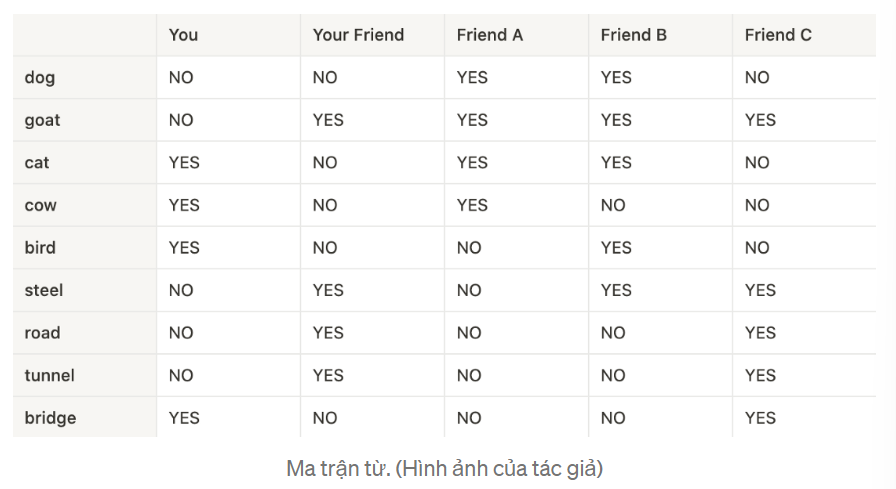 You Your Friend Friend A Friend B Friend C
dog NO NO YES YES NO
goat NO YES YES YES YES
cat YES NO YES YES NO
cow YES NO YES NO NO
bird YES NO NO YES NO
steel NO YES NO YES YES
road NO YES NO NO YES
tunnel NO YES NO NO YES
bridge YES NO NO NO YES
Ma trận từ. (Hình ảnh của tác giả)